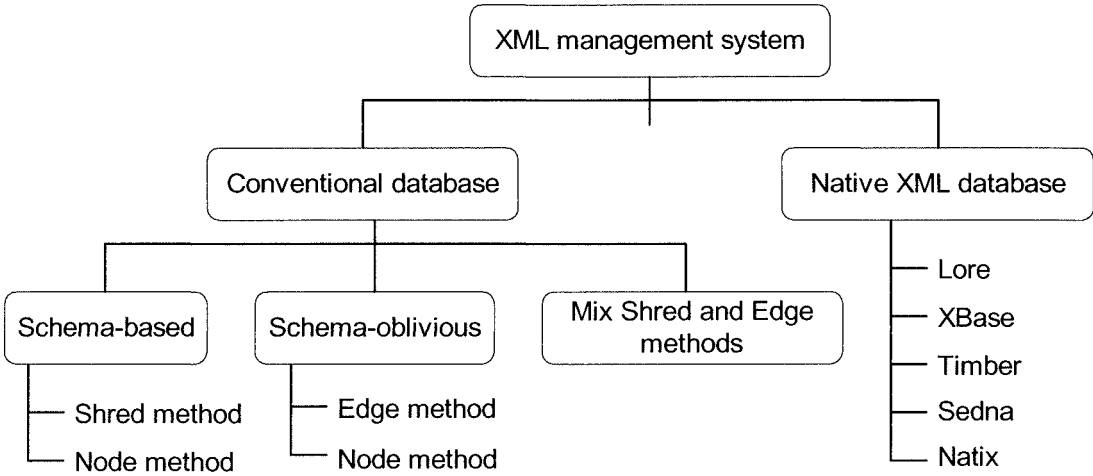 XML management system
Conventional database
Native XML database
Schema-based
Schema-oblivious
Mix Shred and Edge
methods
Shred method
Node method
Edge method
Node method
Lore
XBase
Timber
Sedna
Natix